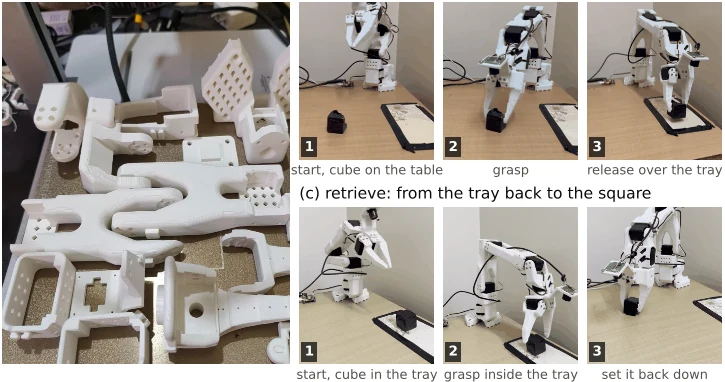 1
2
3
start, cube on the table
grasp
release over the tray
(c) retrieve: from the tray back to the square
1
2
3
start, cube in the tray
grasp inside the tray
set it back down